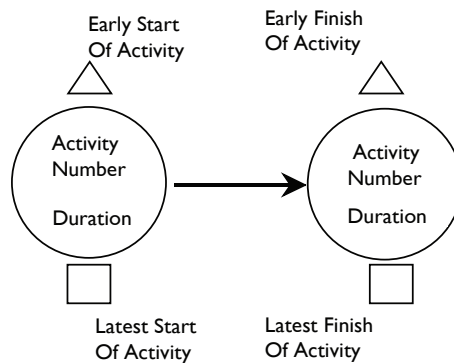 Early Start
Of Activity
Early Finish
Of Activity
Activity
Number
Duration
Activity
Number
Duration
Latest Start
Of Activity
Latest Finish
Of Activity